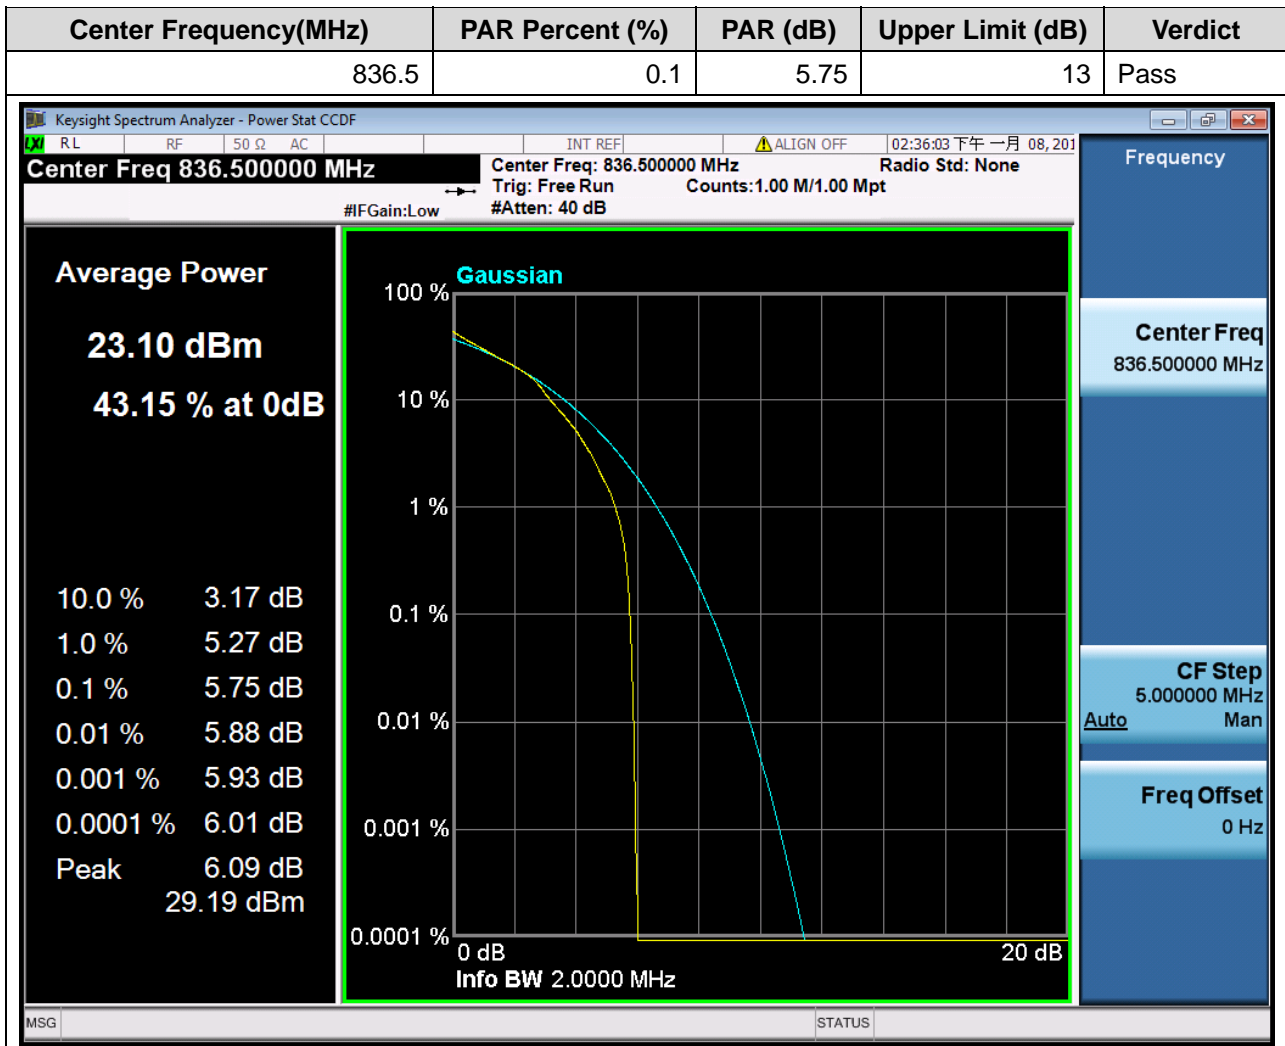 Center Frequency(MHz) PAR Percent (%) PAR (dB) Upper Limit (dB) Verdict
836.5 0.1 5.75 13 Pass
Keysight Spectrum Analyzer - Power Stat CCDF
LXI RL RF 50 Ω AC INT REF ALIGN OFF 02:36:03 下午 一月 08, 201
Center Freq 836.500000 MHz
#IFGain:Low
Center Freq: 836.500000 MHz Radio Std: None
Trig: Free Run Counts:1.00 M/1.00 Mpt
#Atten: 40 dB
Average Power
23.10 dBm
43.15 % at 0dB
10.0 % 3.17 dB
1.0 % 5.27 dB
0.1 % 5.75 dB
0.01 % 5.88 dB
0.001 % 5.93 dB
0.0001 % 6.01 dB
Peak 6.09 dB
29.19 dBm
Gaussian
100 %
10 %
1 %
0.1 %
0.01 %
0.001 %
0.0001 %
0 dB 20 dB
Info BW 2.0000 MHz
Frequency
Center Freq
836.500000 MHz
CF Step
5.000000 MHz
Auto Man
Freq Offset
0 Hz
MSG STATUS